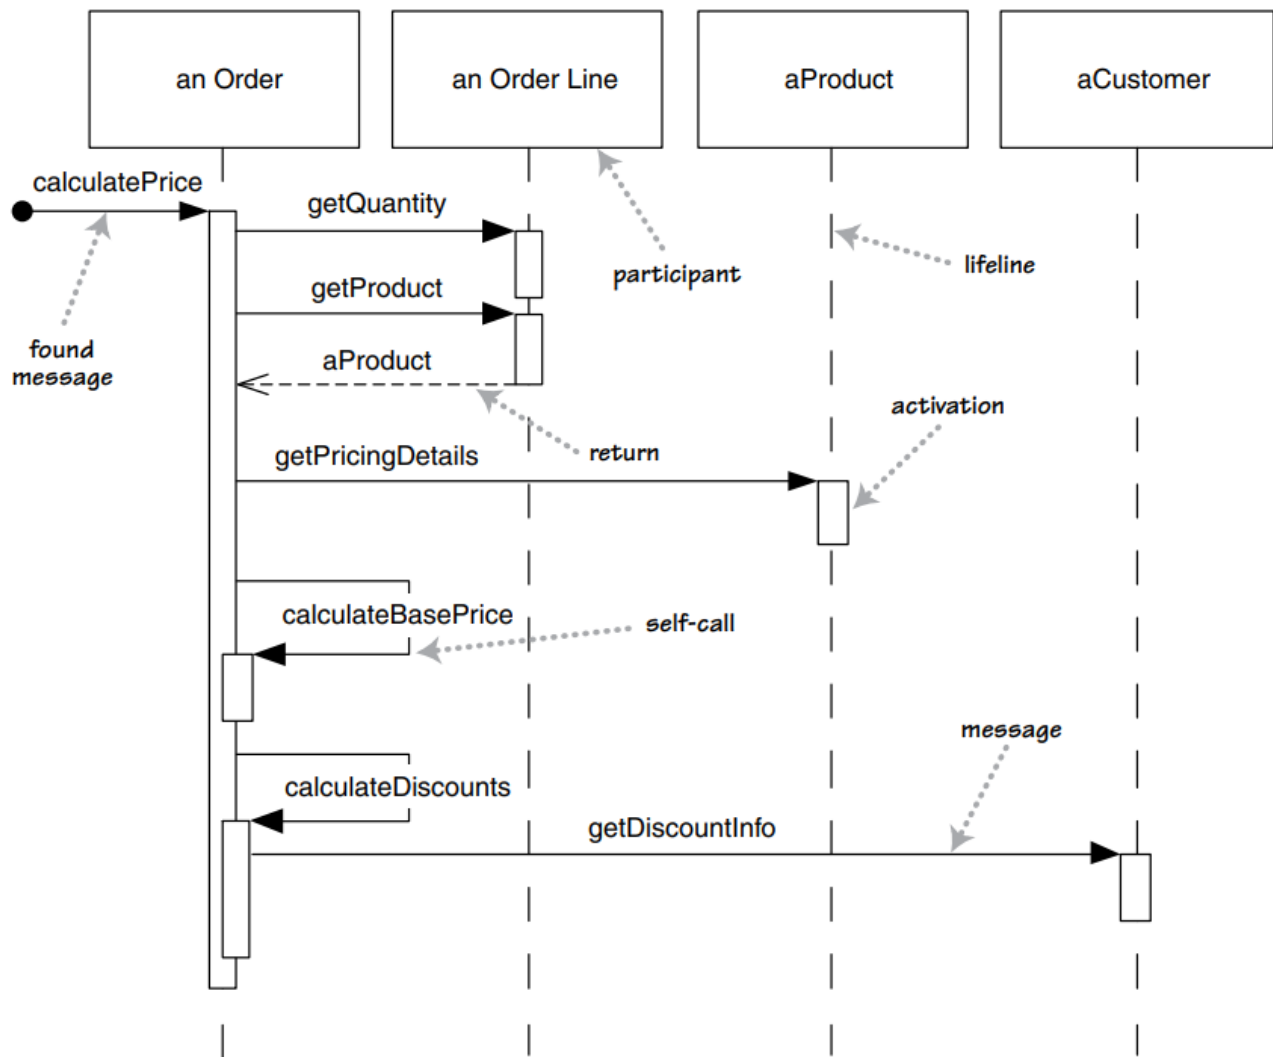 an Order
an Order Line
aProduct
aCustomer
calculatePrice
getQuantity
participant
lifeline
getProduct
found
message
aProduct
activation
return
getPricingDetails
calculateBasePrice
self-call
message
calculateDiscounts
getDiscountInfo